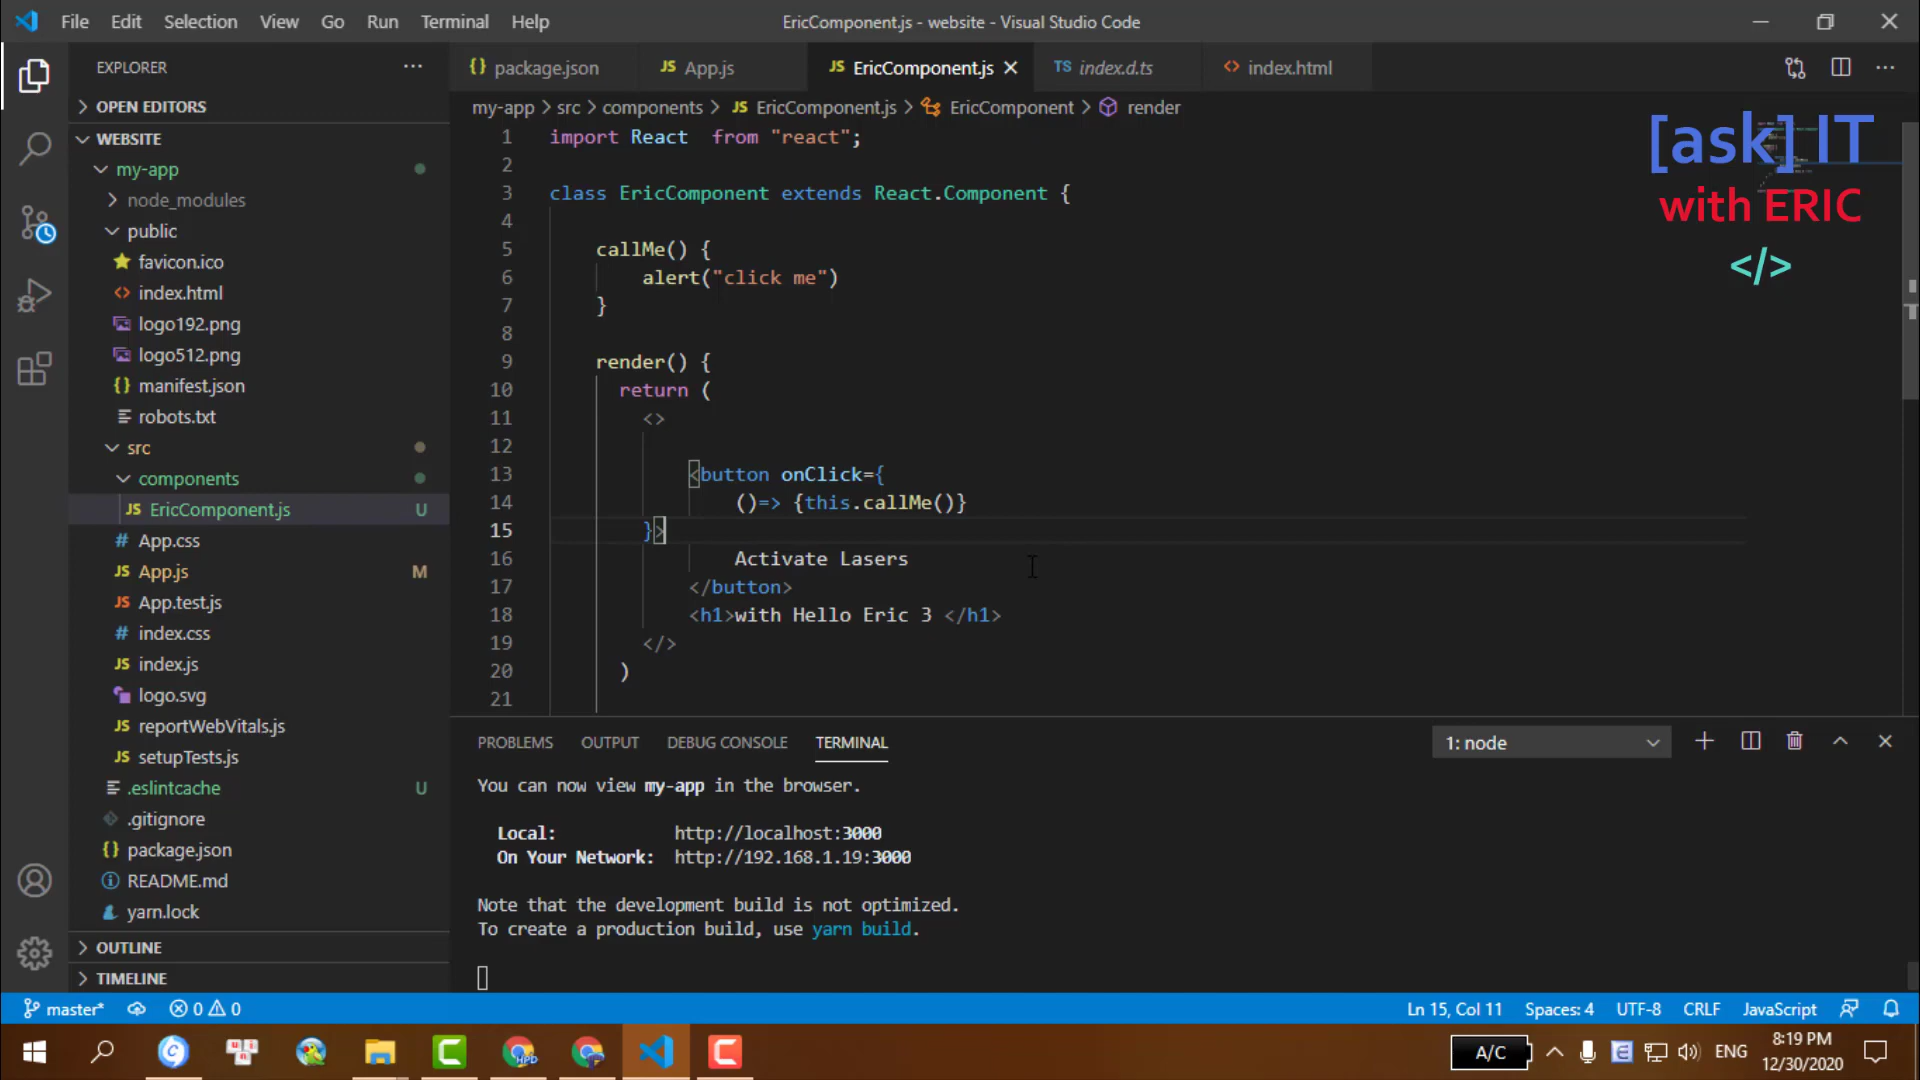 File Edit Selection View Go Run Terminal Help EricComponent.js - website - Visual Studio Code
EXPLORER ...
OPEN EDITORS
WEBSITE
my-app
node_modules
public
favicon.ico
index.html
logo192.png
logo512.png
{} manifest.json
robots.txt
src
components
JS EricComponent.js U
# App.css
JS App.js M
JS App.test.js
# index.css
JS index.js
logo.svg
JS reportWebVitals.js
JS setupTests.js
.eslintcache U
.gitignore
{} package.json
README.md
yarn.lock
OUTLINE
TIMELINE
{} package.json JS App.js JS EricComponent.js TS index.d.ts <> index.html
my-app > src > components > JS EricComponent.js > EricComponent > render
[ask] IT
with ERIC
</>
1 import React  from "react";
2
3 class EricComponent extends React.Component {
4
5 callMe() {
6 alert("click me")
7 }
8
9 render() {
10 return (
11 <>
12
13 <button onClick={
14 ()=> {this.callMe()}
15 }>
16 Activate Lasers
17 </button>
18 <h1>with Hello Eric 3 </h1>
19 </>
20 )
21
PROBLEMS OUTPUT DEBUG CONSOLE TERMINAL 1: node
You can now view my-app in the browser.
Local: http://localhost:3000
On Your Network: http://192.168.1.19:3000
Note that the development build is not optimized.
To create a production build, use yarn build.
master* 0 0 Ln 15, Col 11 Spaces: 4 UTF-8 CRLF JavaScript
A/C ENG 8:19 PM
12/30/2020